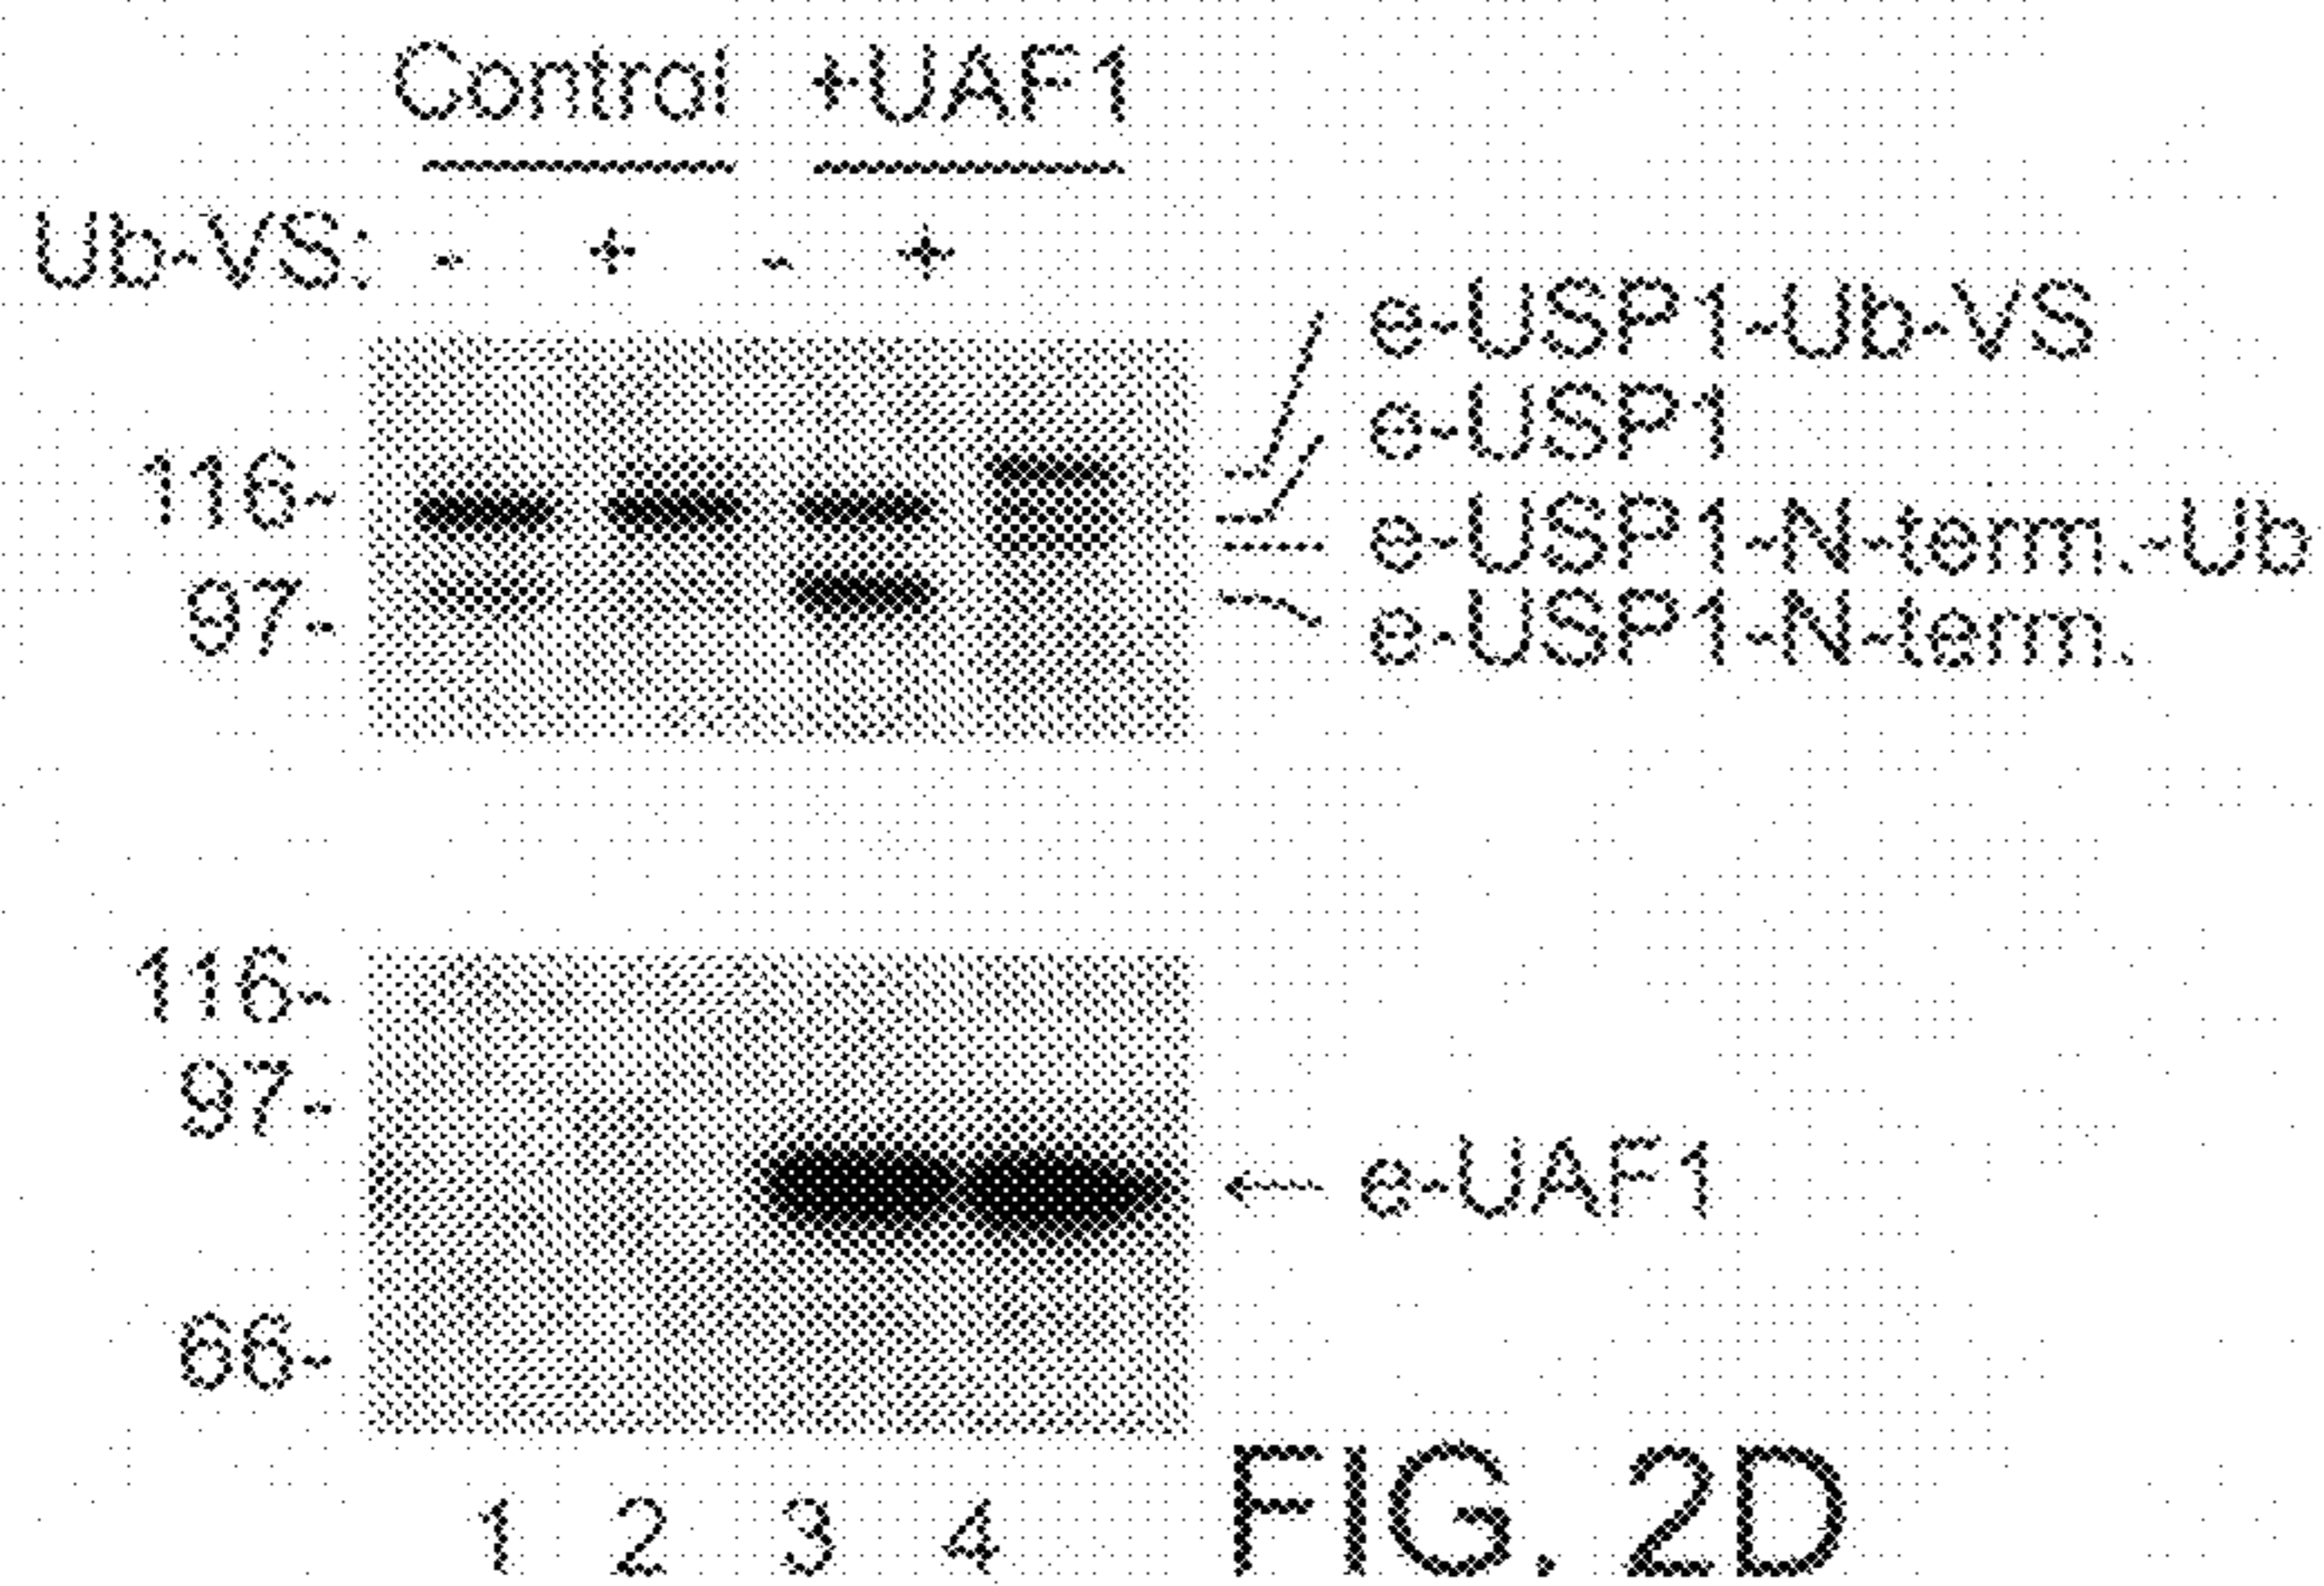 Control +UAF1
Ub-VS: - + - +
e-USP1-Ub-VS
e-USP1
116-
e-USP1-N-term.-Ub
97-
e-USP1-N-term.
116-
97-
e-UAF1
66-
1 2 3 4
FIG. 2D